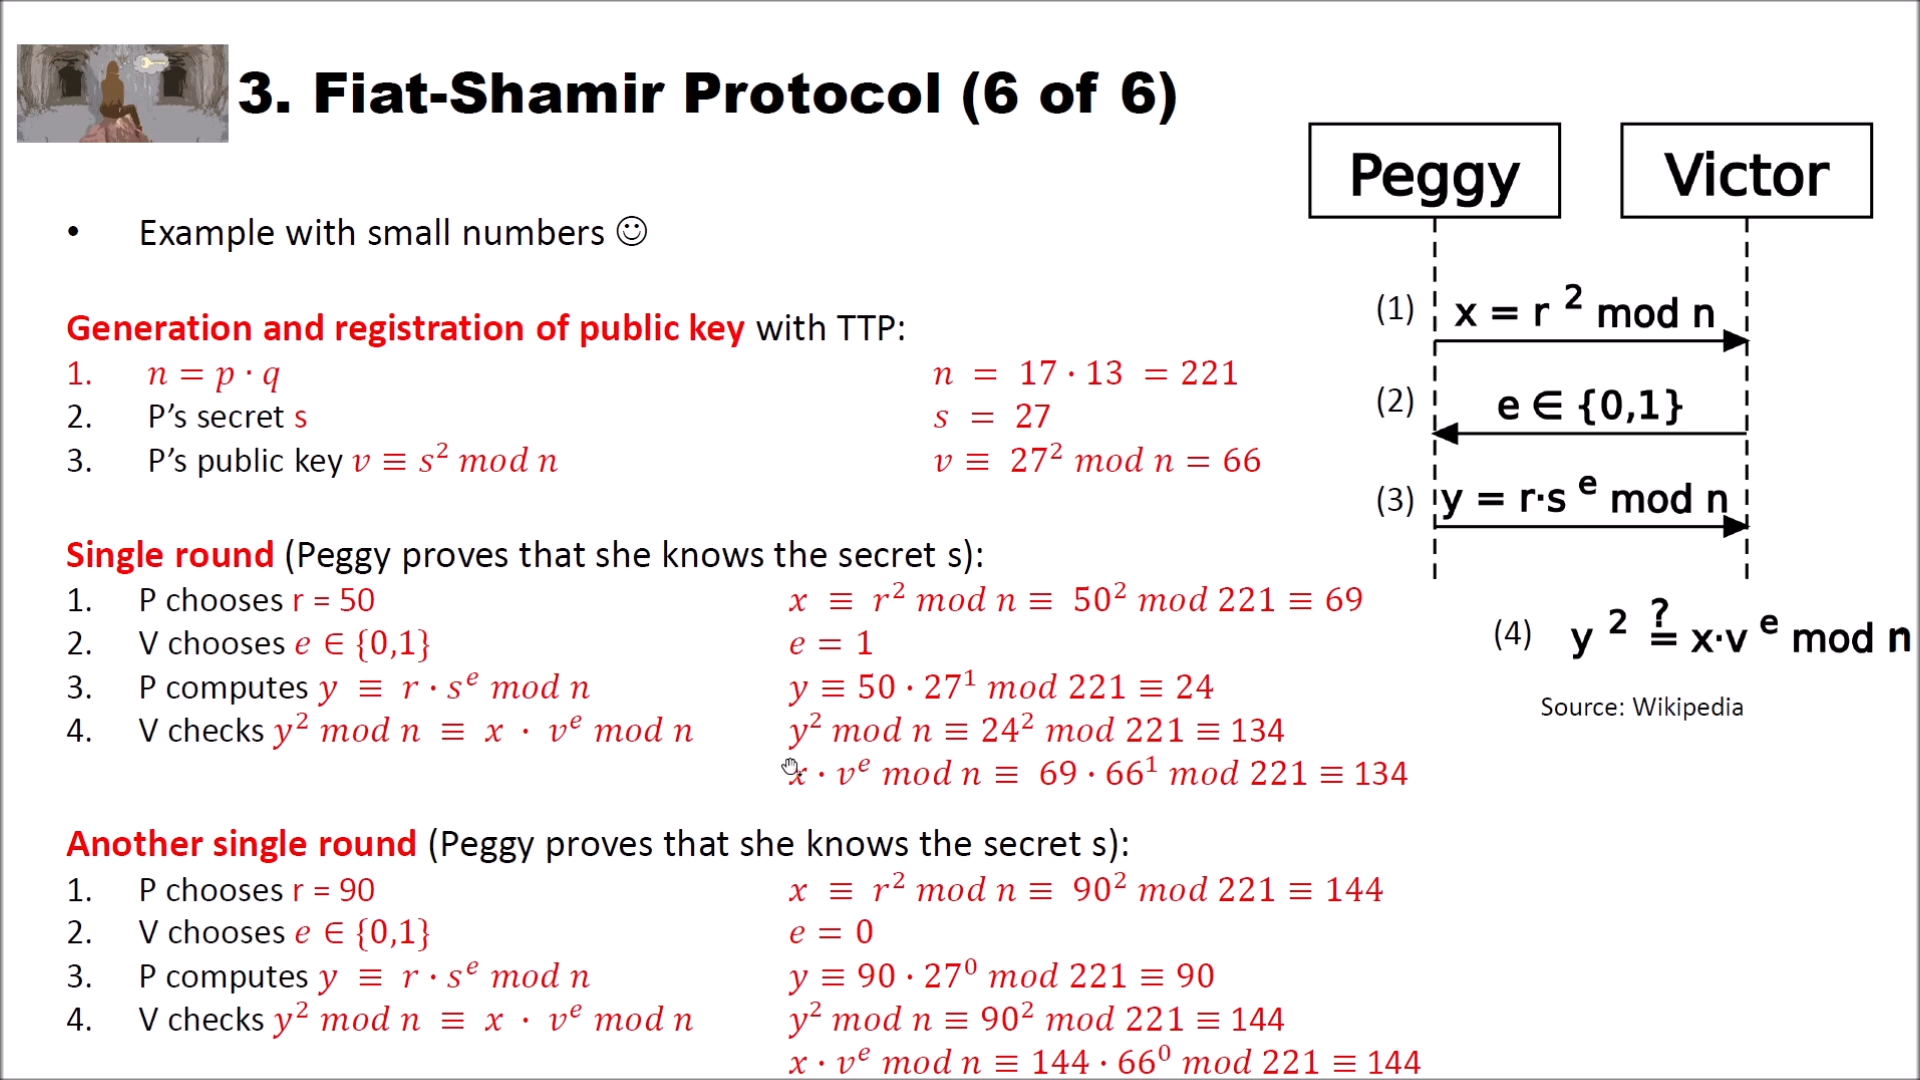 3. Fiat-Shamir Protocol (6 of 6)
• Example with small numbers ☺
Generation and registration of public key with TTP:
1. n = p · q n = 17 · 13 = 221
2. P’s secret s s = 27
3. P’s public key v ≡ s² mod n v ≡ 27² mod n = 66
Single round (Peggy proves that she knows the secret s):
1. P chooses r = 50 x ≡ r² mod n ≡ 50² mod 221 ≡ 69
2. V chooses e ∈ {0,1} e = 1
3. P computes y ≡ r · sᵉ mod n y ≡ 50 · 27¹ mod 221 ≡ 24
4. V checks y² mod n ≡ x · vᵉ mod n y² mod n ≡ 24² mod 221 ≡ 134
x · vᵉ mod n ≡ 69 · 66¹ mod 221 ≡ 134
Another single round (Peggy proves that she knows the secret s):
1. P chooses r = 90 x ≡ r² mod n ≡ 90² mod 221 ≡ 144
2. V chooses e ∈ {0,1} e = 0
3. P computes y ≡ r · sᵉ mod n y ≡ 90 · 27⁰ mod 221 ≡ 90
4. V checks y² mod n ≡ x · vᵉ mod n y² mod n ≡ 90² mod 221 ≡ 144
x · vᵉ mod n ≡ 144 · 66⁰ mod 221 ≡ 144
Peggy Victor
(1) x = r ² mod n
(2) e ∈ {0,1}
(3) y = r·s ᵉ mod n
(4) y ² ≟ x·v ᵉ mod n
Source: Wikipedia